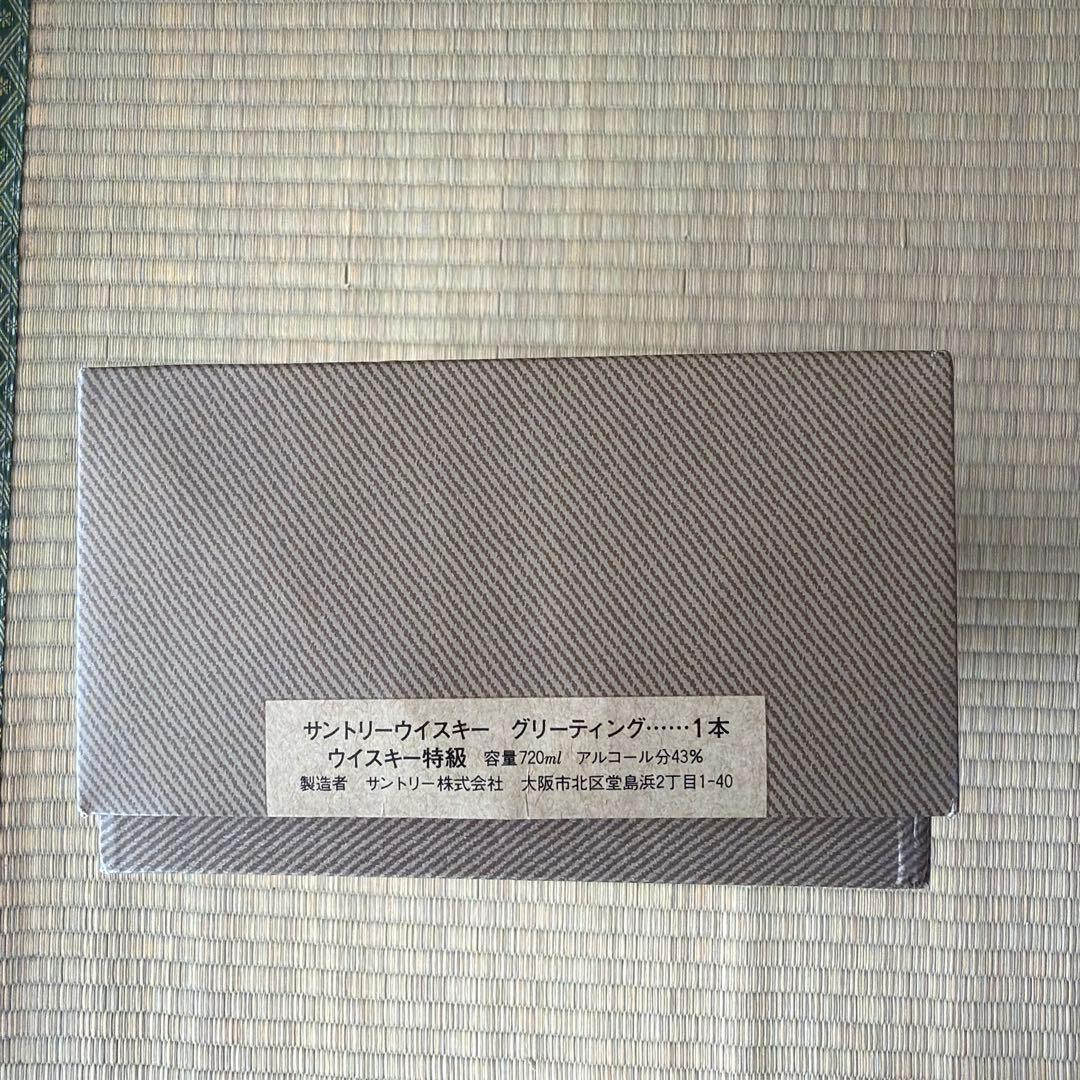 サントリーウイスキー　グリーティング……1本
ウイスキー特級　容量720ml　アルコール分43%
製造者　サントリー株式会社　大阪市北区堂島浜2丁目1-40